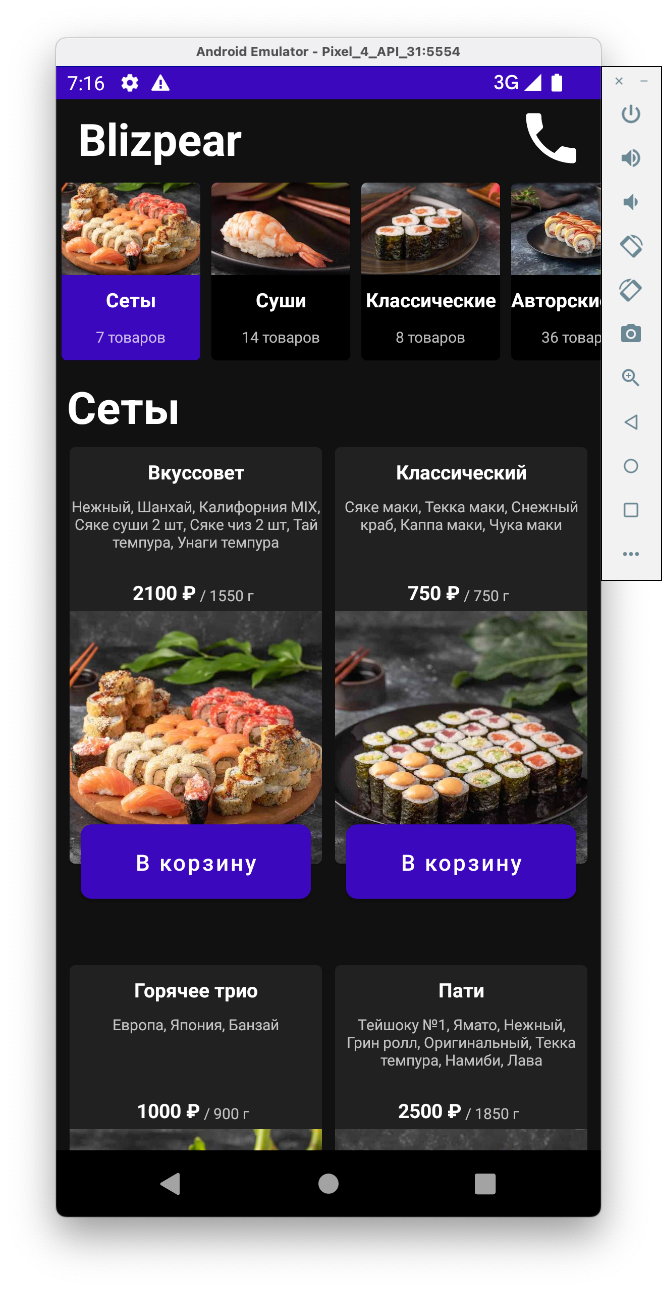 Android Emulator - Pixel_4_API_31:5554
7:16
3G
Blizpear
Сеты
7 товаров
Суши
14 товаров
Классические
8 товаров
Авторские
36 товар
Сеты
Вкуссовет
Нежный, Шанхай, Калифорния MIX,
Сяке суши 2 шт, Сяке чиз 2 шт, Тай
темпура, Унаги темпура
2100 ₽ / 1550 г
В корзину
Классический
Сяке маки, Текка маки, Снежный
краб, Каппа маки, Чука маки
750 ₽ / 750 г
В корзину
Горячее трио
Европа, Япония, Банзай
1000 ₽ / 900 г
Пати
Тейшоку №1, Ямато, Нежный,
Грин ролл, Оригинальный, Текка
темпура, Намиби, Лава
2500 ₽ / 1850 г